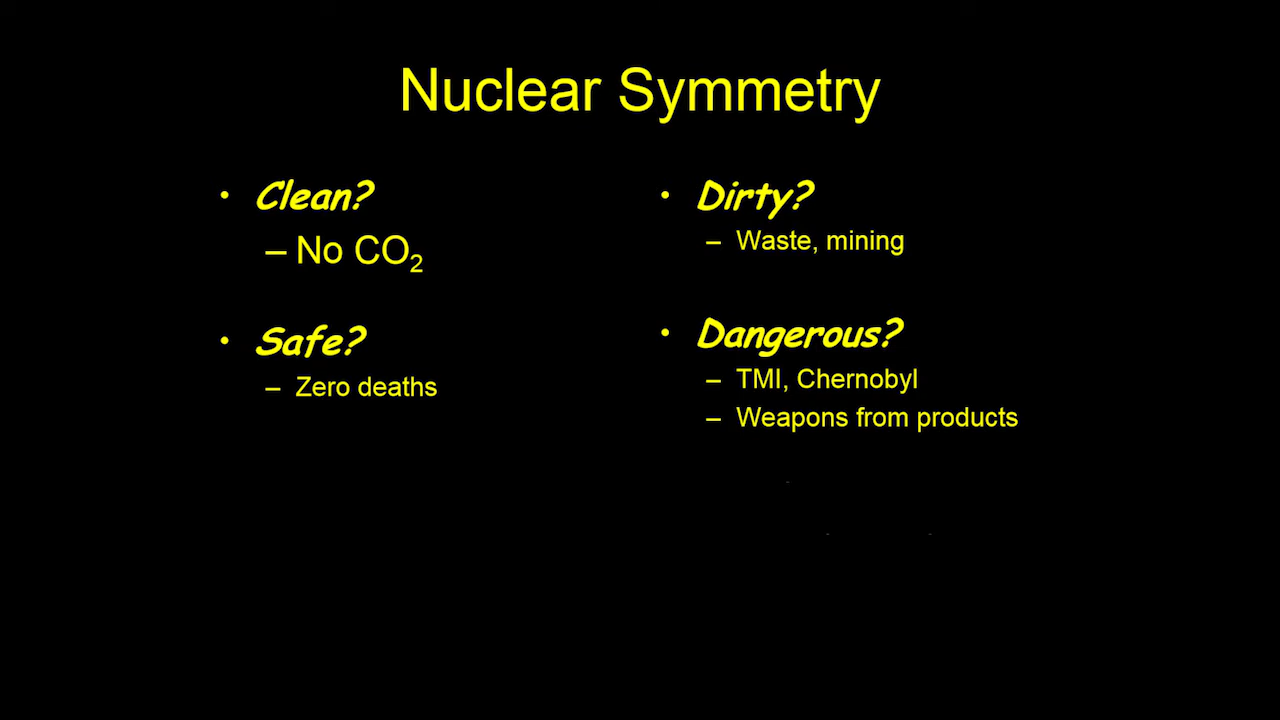 Nuclear Symmetry
• Clean?
– No CO₂
• Safe?
– Zero deaths
• Dirty?
– Waste, mining
• Dangerous?
– TMI, Chernobyl
– Weapons from products